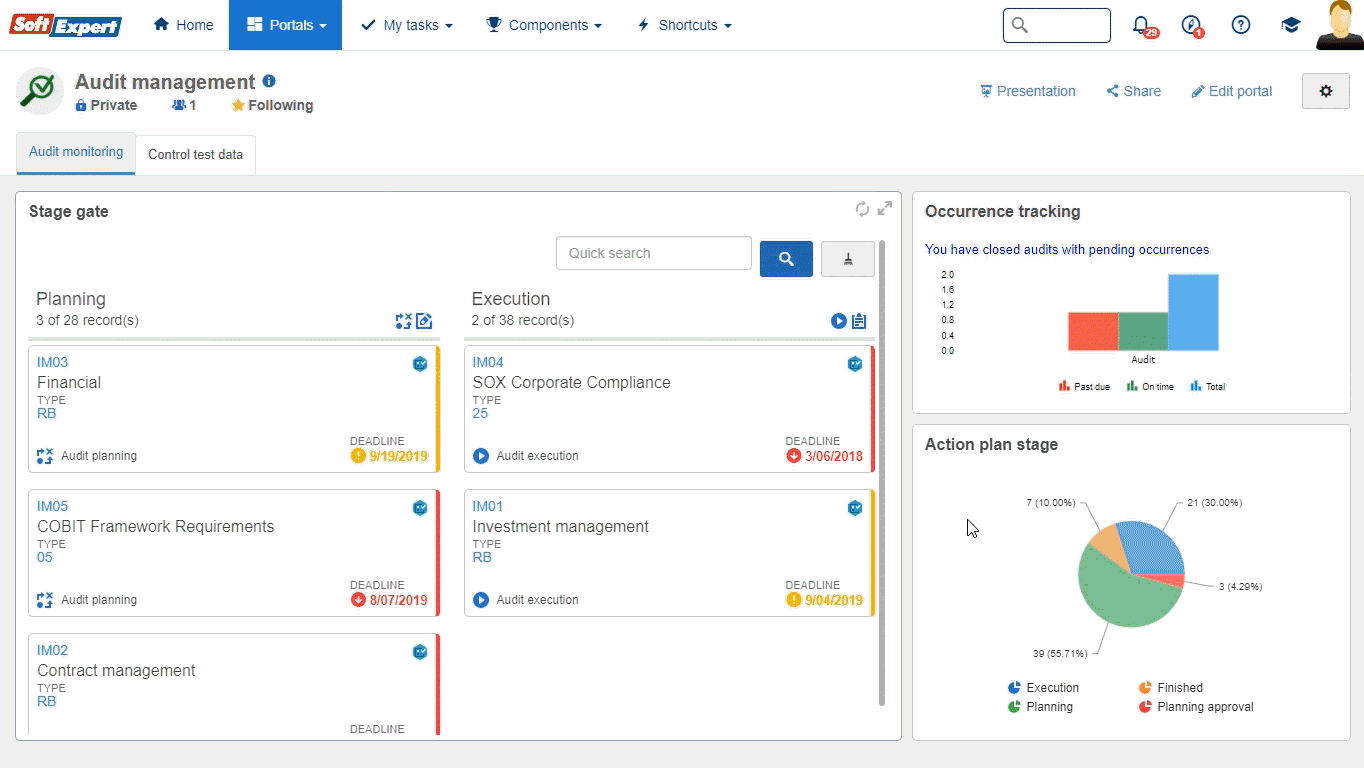 Soft Expert
Home
Portals
My tasks
Components
Shortcuts
29
1
Audit management
Private
1
Following
Presentation
Share
Edit portal
Audit monitoring
Control test data
Stage gate
Quick search
Planning
3 of 28 record(s)
IM03
Financial
TYPE
RB
DEADLINE
Audit planning
9/19/2019
IM05
COBIT Framework Requirements
TYPE
05
DEADLINE
Audit planning
8/07/2019
IM02
Contract management
TYPE
RB
DEADLINE
Execution
2 of 38 record(s)
IM04
SOX Corporate Compliance
TYPE
25
DEADLINE
Audit execution
3/06/2018
IM01
Investment management
TYPE
RB
DEADLINE
Audit execution
9/04/2019
Occurrence tracking
You have closed audits with pending occurrences
2.0
1.6
1.2
0.8
0.4
0.0
Audit
Past due
On time
Total
Action plan stage
7 (10.00%)
21 (30.00%)
3 (4.29%)
39 (55.71%)
Execution
Finished
Planning
Planning approval